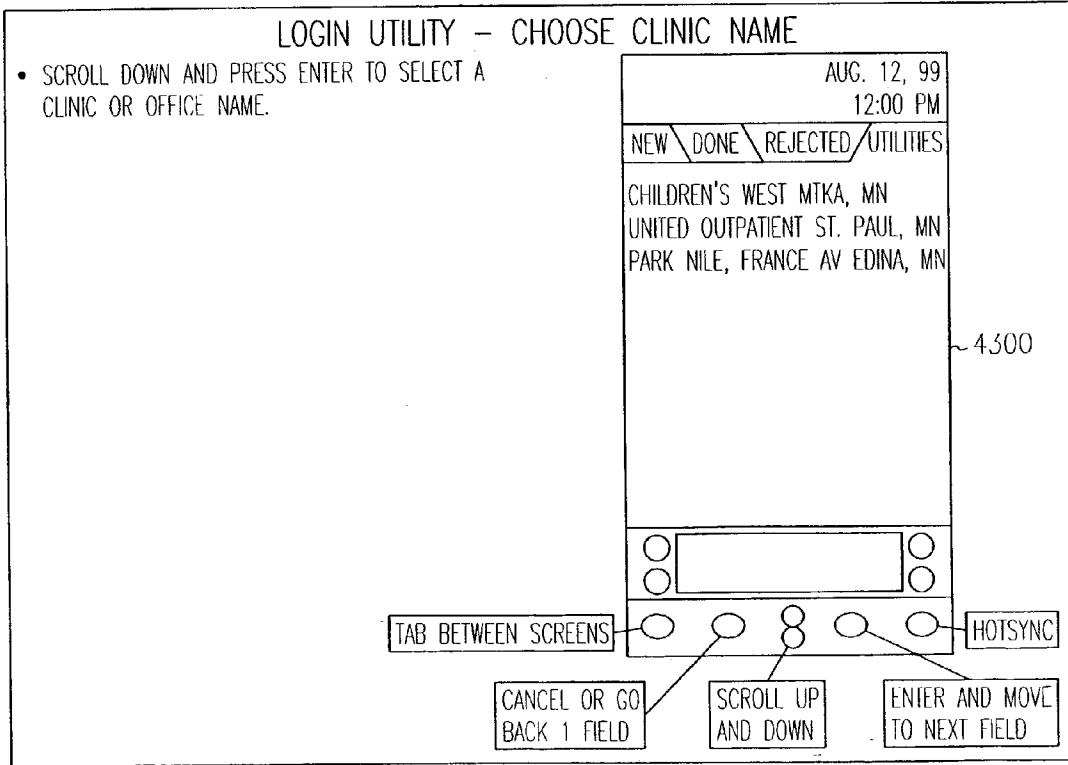 LOGIN UTILITY – CHOOSE CLINIC NAME
• SCROLL DOWN AND PRESS ENTER TO SELECT A
CLINIC OR OFFICE NAME.
AUG. 12, 99
12:00 PM
NEW DONE REJECTED UTILITIES
CHILDREN'S WEST MTKA, MN
UNITED OUTPATIENT ST. PAUL, MN
PARK NILE, FRANCE AV EDINA, MN
4300
TAB BETWEEN SCREENS
HOTSYNC
CANCEL OR GO
BACK 1 FIELD
SCROLL UP
AND DOWN
ENTER AND MOVE
TO NEXT FIELD